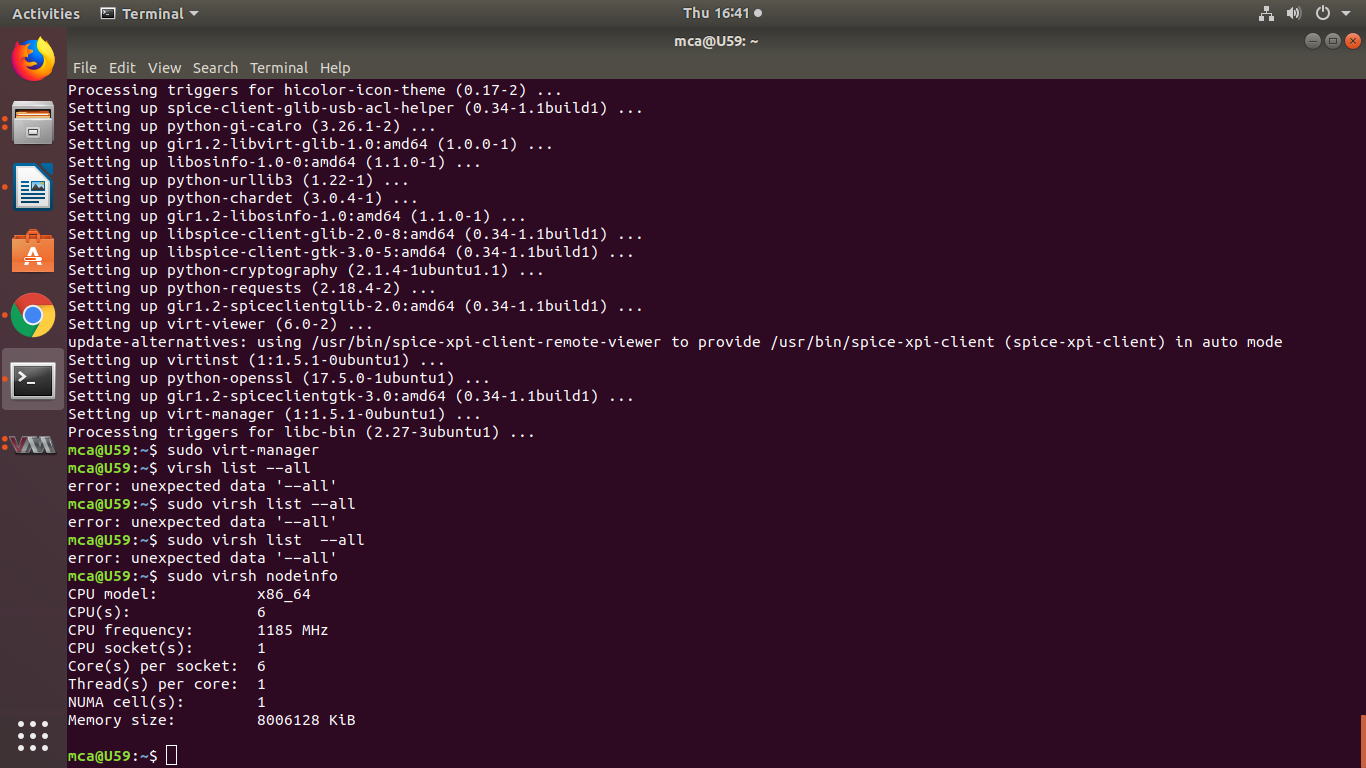 Activities Terminal Thu 16:41
mca@U59: ~
File Edit View Search Terminal Help
Processing triggers for hicolor-icon-theme (0.17-2) ...
Setting up spice-client-glib-usb-acl-helper (0.34-1.1build1) ...
Setting up python-gi-cairo (3.26.1-2) ...
Setting up gir1.2-libvirt-glib-1.0:amd64 (1.0.0-1) ...
Setting up libosinfo-1.0-0:amd64 (1.1.0-1) ...
Setting up python-urllib3 (1.22-1) ...
Setting up python-chardet (3.0.4-1) ...
Setting up gir1.2-libosinfo-1.0:amd64 (1.1.0-1) ...
Setting up libspice-client-glib-2.0-8:amd64 (0.34-1.1build1) ...
Setting up libspice-client-gtk-3.0-5:amd64 (0.34-1.1build1) ...
Setting up python-cryptography (2.1.4-1ubuntu1.1) ...
Setting up python-requests (2.18.4-2) ...
Setting up gir1.2-spiceclientglib-2.0:amd64 (0.34-1.1build1) ...
Setting up virt-viewer (6.0-2) ...
update-alternatives: using /usr/bin/spice-xpi-client-remote-viewer to provide /usr/bin/spice-xpi-client (spice-xpi-client) in auto mode
Setting up virtinst (1:1.5.1-0ubuntu1) ...
Setting up python-openssl (17.5.0-1ubuntu1) ...
Setting up gir1.2-spiceclientgtk-3.0:amd64 (0.34-1.1build1) ...
Setting up virt-manager (1:1.5.1-0ubuntu1) ...
Processing triggers for libc-bin (2.27-3ubuntu1) ...
mca@U59:~$ sudo virt-manager
mca@U59:~$ virsh list −−all
error: unexpected data '−−all'
mca@U59:~$ sudo virsh list −−all
error: unexpected data '−−all'
mca@U59:~$ sudo virsh list  −−all
error: unexpected data '−−all'
mca@U59:~$ sudo virsh nodeinfo
CPU model:           x86_64
CPU(s):              6
CPU frequency:       1185 MHz
CPU socket(s):       1
Core(s) per socket:  6
Thread(s) per core:  1
NUMA cell(s):        1
Memory size:         8006128 KiB
mca@U59:~$